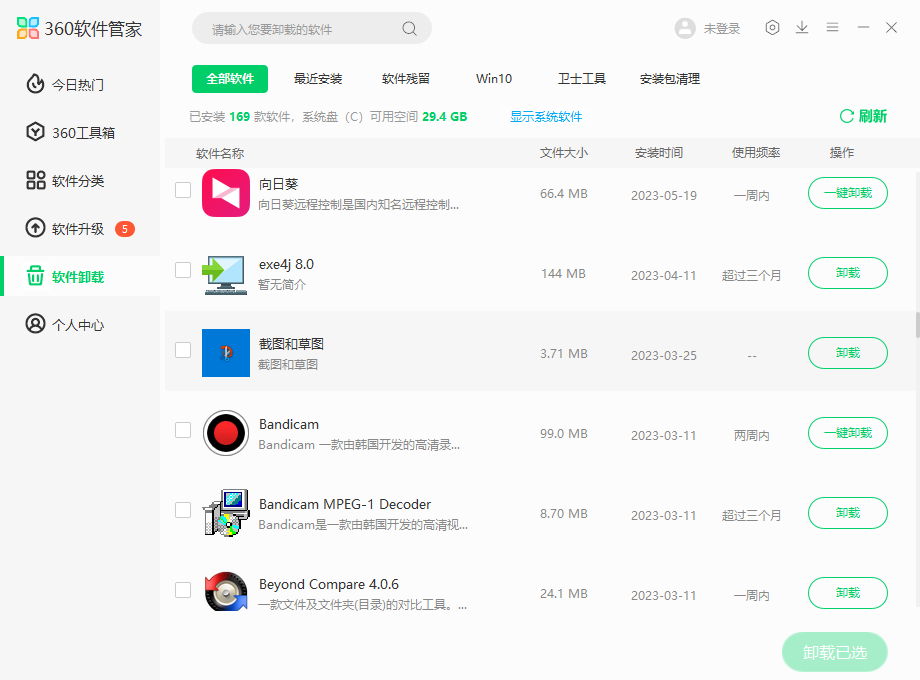 360软件管家
请输入您要卸载的软件
未登录
今日热门
360工具箱
软件分类
软件升级 5
软件卸载
个人中心
全部软件 最近安装 软件残留 Win10 卫士工具 安装包清理
已安装 169 款软件，系统盘（C）可用空间 29.4 GB 显示系统软件 刷新
软件名称 文件大小 安装时间 使用频率 操作
向日葵
向日葵远程控制是国内知名远程控制...
66.4 MB 2023-05-19 一周内 一键卸载
exe4j 8.0
暂无简介
144 MB 2023-04-11 超过三个月 卸载
截图和草图
截图和草图
3.71 MB 2023-03-25 -- 卸载
Bandicam
Bandicam 一款由韩国开发的高清录...
99.0 MB 2023-03-11 两周内 一键卸载
Bandicam MPEG-1 Decoder
Bandicam是一款由韩国开发的高清视...
8.70 MB 2023-03-11 超过三个月 卸载
Beyond Compare 4.0.6
一款文件及文件夹(目录)的对比工具。...
24.1 MB 2023-03-11 一周内 卸载
卸载已选